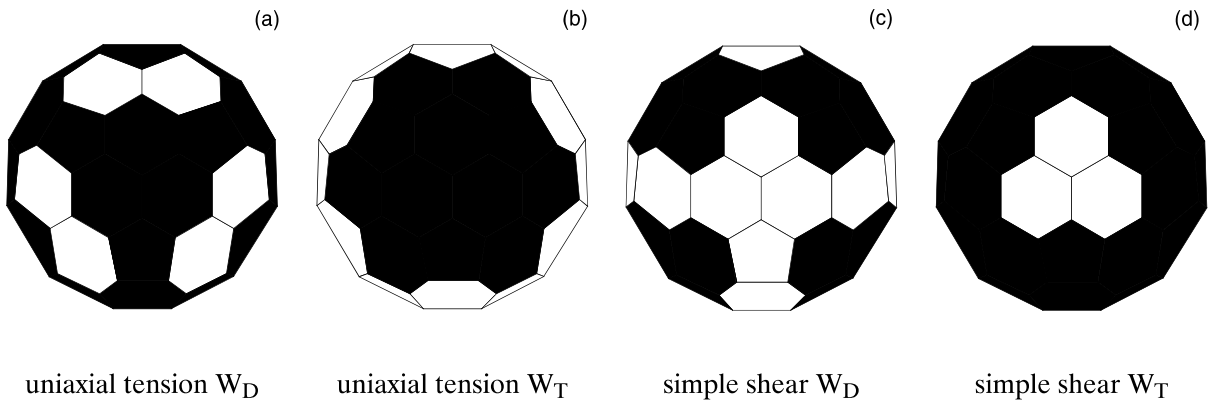 (a) (b) (c) (d)
uniaxial tension W_D uniaxial tension W_T simple shear W_D simple shear W_T